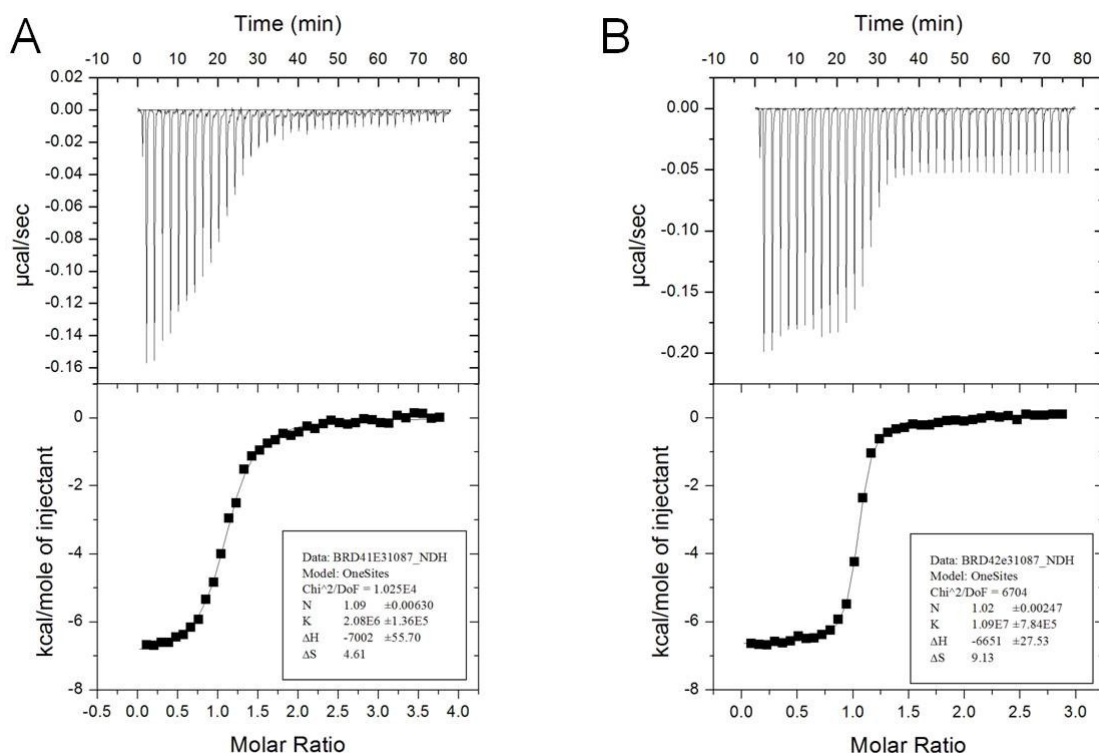 A
Time (min)
-10 0 10 20 30 40 50 60 70 80
0.02
0.00
-0.02
-0.04
-0.06
-0.08
-0.10
-0.12
-0.14
-0.16
µcal/sec
0
-2
-4
-6
-8
kcal/mole of injectant
Data: BRD41E31087_NDH
Model: OneSites
Chi^2/DoF = 1.025E4
N 1.09 ±0.00630
K 2.08E6 ±1.36E5
ΔH -7002 ±55.70
ΔS 4.61
-0.5 0.0 0.5 1.0 1.5 2.0 2.5 3.0 3.5 4.0
Molar Ratio
B
Time (min)
-10 0 10 20 30 40 50 60 70 80
0.00
-0.05
-0.10
-0.15
-0.20
µcal/sec
0
-2
-4
-6
-8
kcal/mole of injectant
Data: BRD42e31087_NDH
Model: OneSites
Chi^2/DoF = 6704
N 1.02 ±0.00247
K 1.09E7 ±7.84E5
ΔH -6651 ±27.53
ΔS 9.13
0.0 0.5 1.0 1.5 2.0 2.5 3.0
Molar Ratio